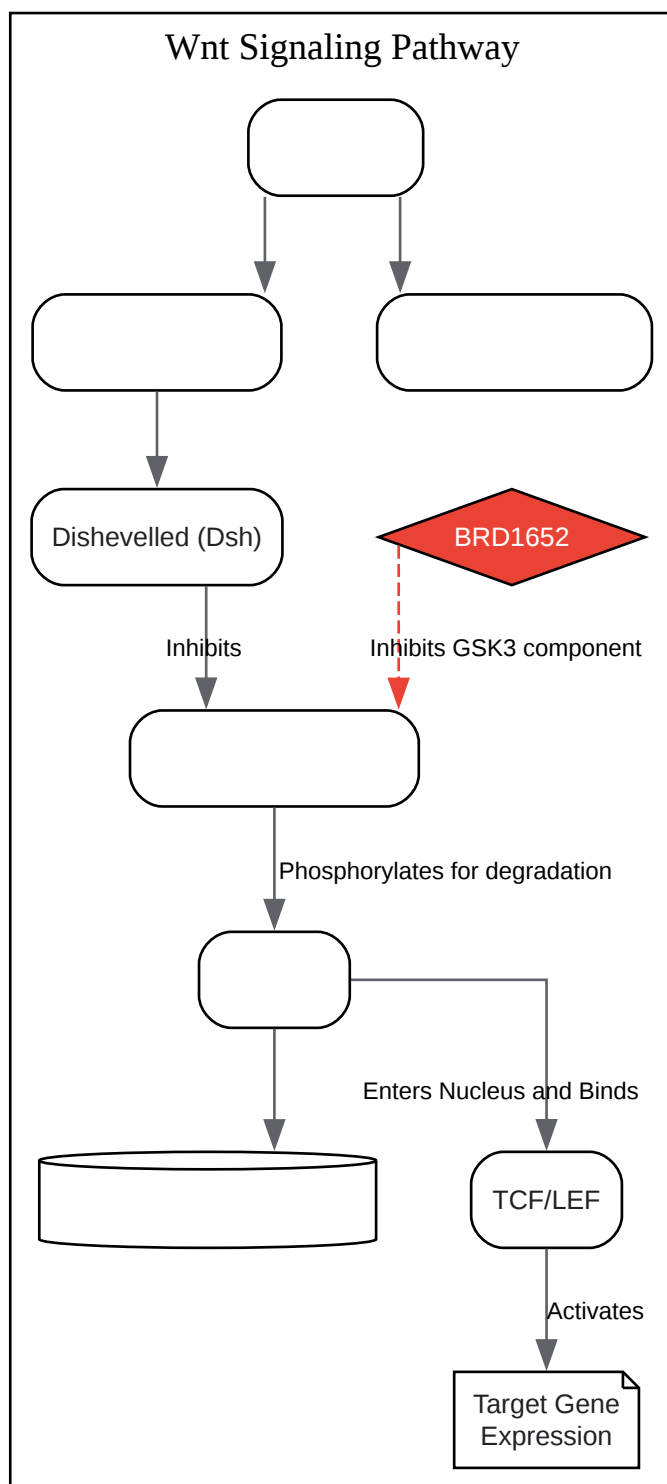 Wnt Signaling Pathway
Dishevelled (Dsh)
BRD1652
Inhibits
Inhibits GSK3 component
Phosphorylates for degradation
Enters Nucleus and Binds
TCF/LEF
Activates
Target Gene
Expression